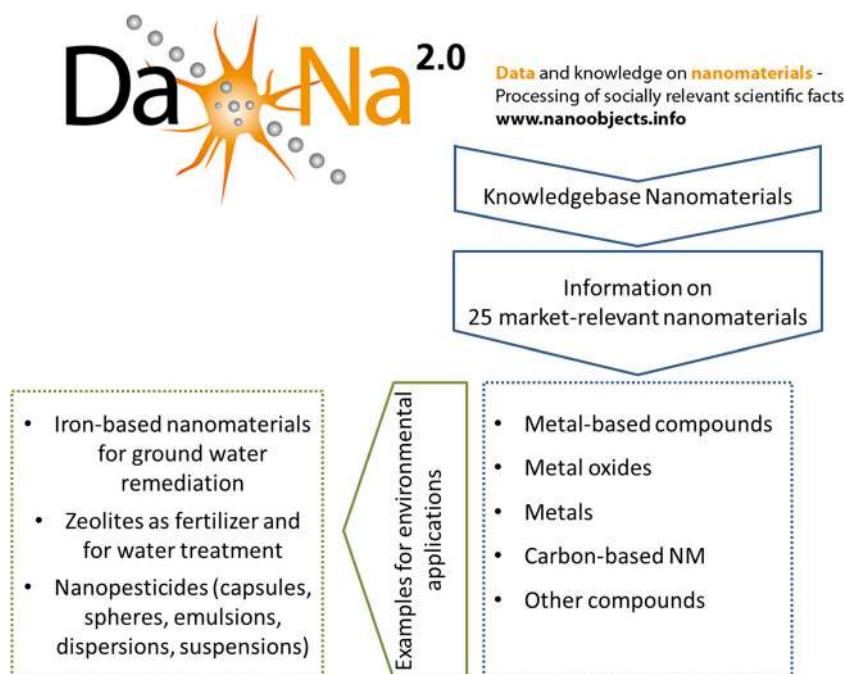 DaNa 2.0
Data and knowledge on nanomaterials -
Processing of socially relevant scientific facts
www.nanoobjects.info
Knowledgebase Nanomaterials
Information on
25 market-relevant nanomaterials
• Metal-based compounds
• Metal oxides
• Metals
• Carbon-based NM
• Other compounds
Examples for environmental
applications
• Iron-based nanomaterials
for ground water
remediation
• Zeolites as fertilizer and
for water treatment
• Nanopesticides (capsules,
spheres, emulsions,
dispersions, suspensions)